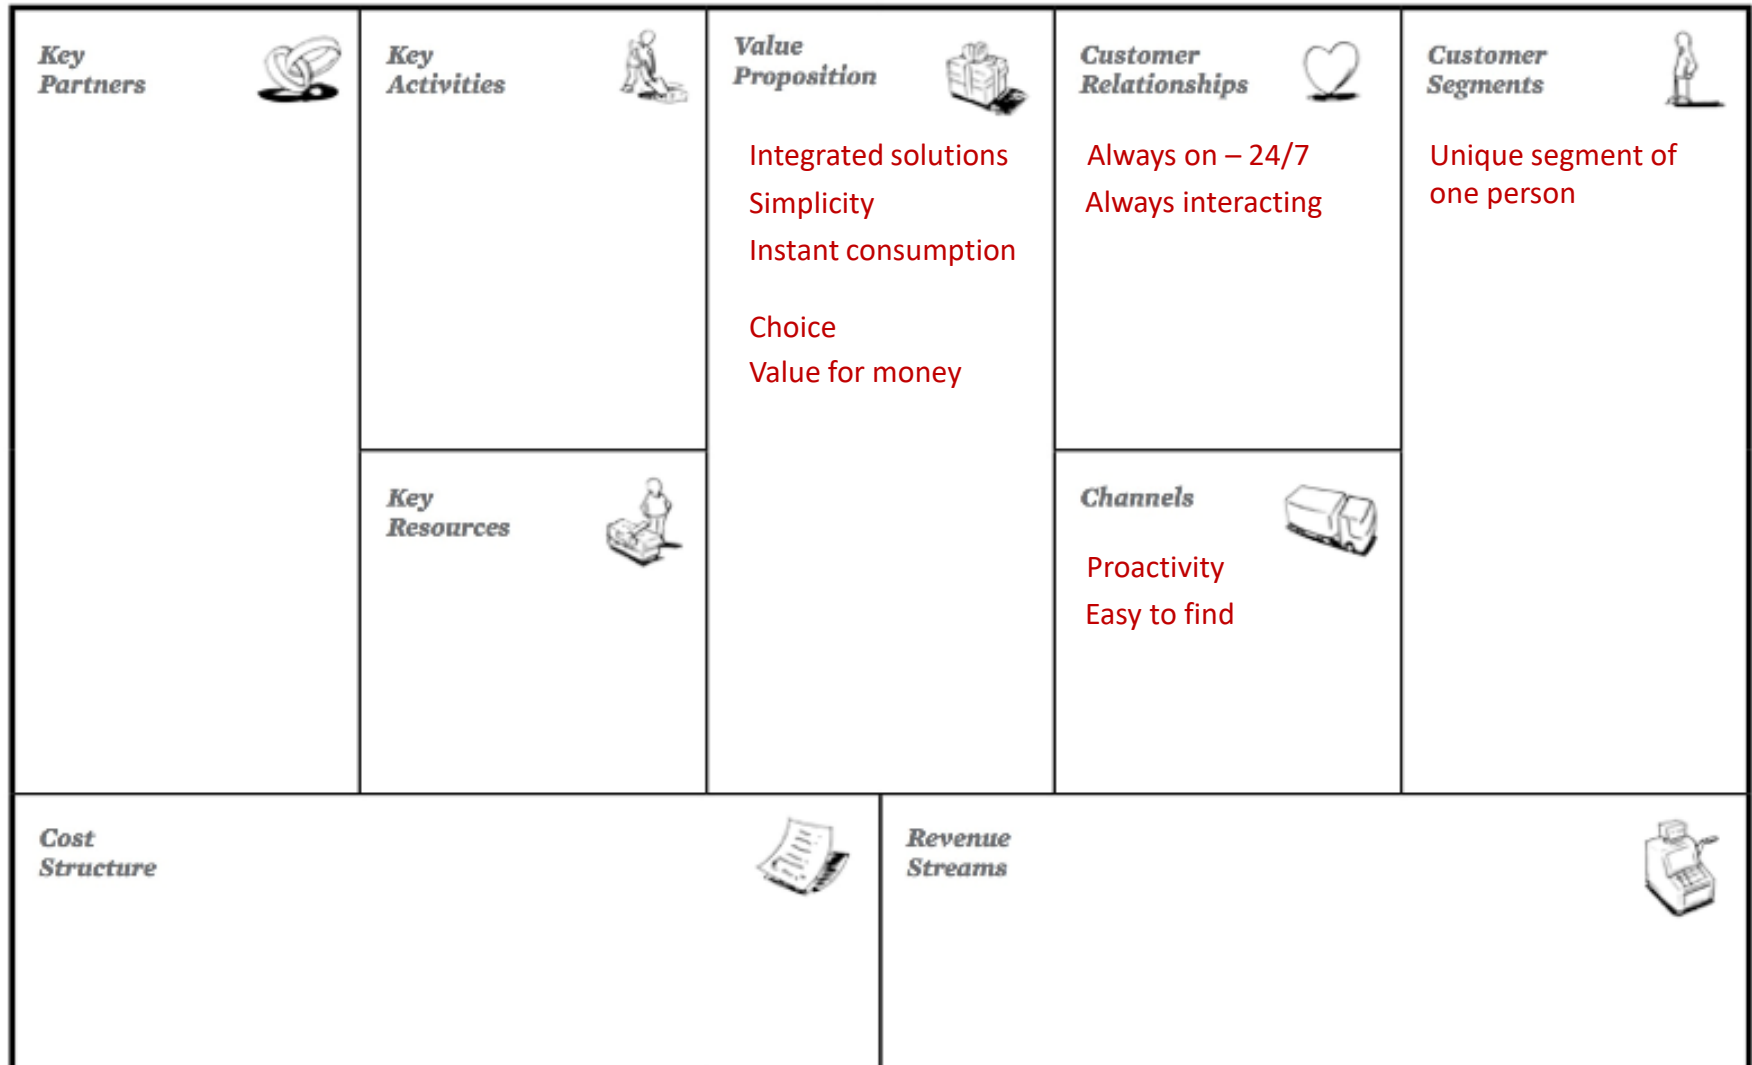 Key
Partners
Key
Activities
Value
Proposition
Integrated solutions
Simplicity
Instant consumption
Choice
Value for money
Customer
Relationships
Always on – 24/7
Always interacting
Customer
Segments
Unique segment of
one person
Key
Resources
Channels
Proactivity
Easy to find
Cost
Structure
Revenue
Streams